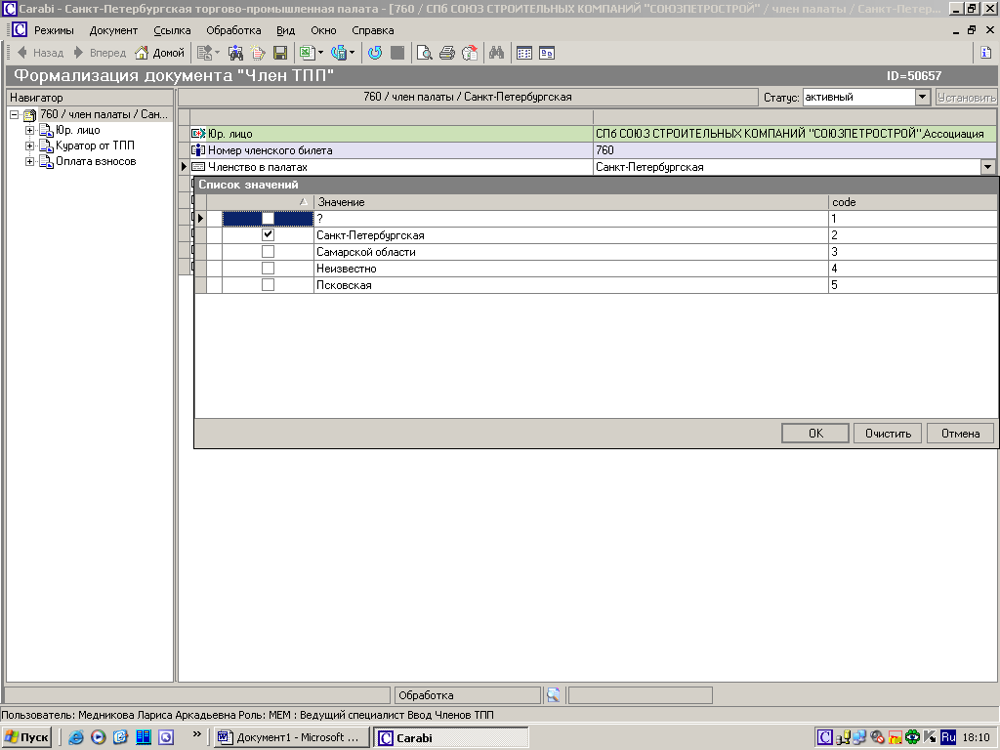 Carabi - Санкт-Петербургская торгово-промышленная палата - [760 / СПб СОЮЗ СТРОИТЕЛЬНЫХ КОМПАНИЙ "СОЮЗПЕТРОСТРОЙ" / член палаты / Санкт-Петер...
Режимы Документ Ссылка Обработка Вид Окно Справка
Назад Вперед Домой
Формализация документа "Член ТПП" ID=50657
Навигатор 760 / член палаты / Санкт-Петербургская Статус: активный Установить
760 / член палаты / Сан...
Юр. лицо
Куратор от ТПП
Оплата взносов
Юр. лицо СПб СОЮЗ СТРОИТЕЛЬНЫХ КОМПАНИЙ "СОЮЗПЕТРОСТРОЙ",Ассоциация
Номер членского билета 760
Членство в палатах Санкт-Петербургская
Список значений
Значение code
? 1
Санкт-Петербургская 2
Самарской области 3
Неизвестно 4
Псковская 5
OK Очистить Отмена
Обработка
Пользователь: Медникова Лариса Аркадьевна Роль: МЕМ : Ведущий специалист Ввод Членов ТПП
Пуск » Документ1 - Microsoft ... Carabi Ru 18:10